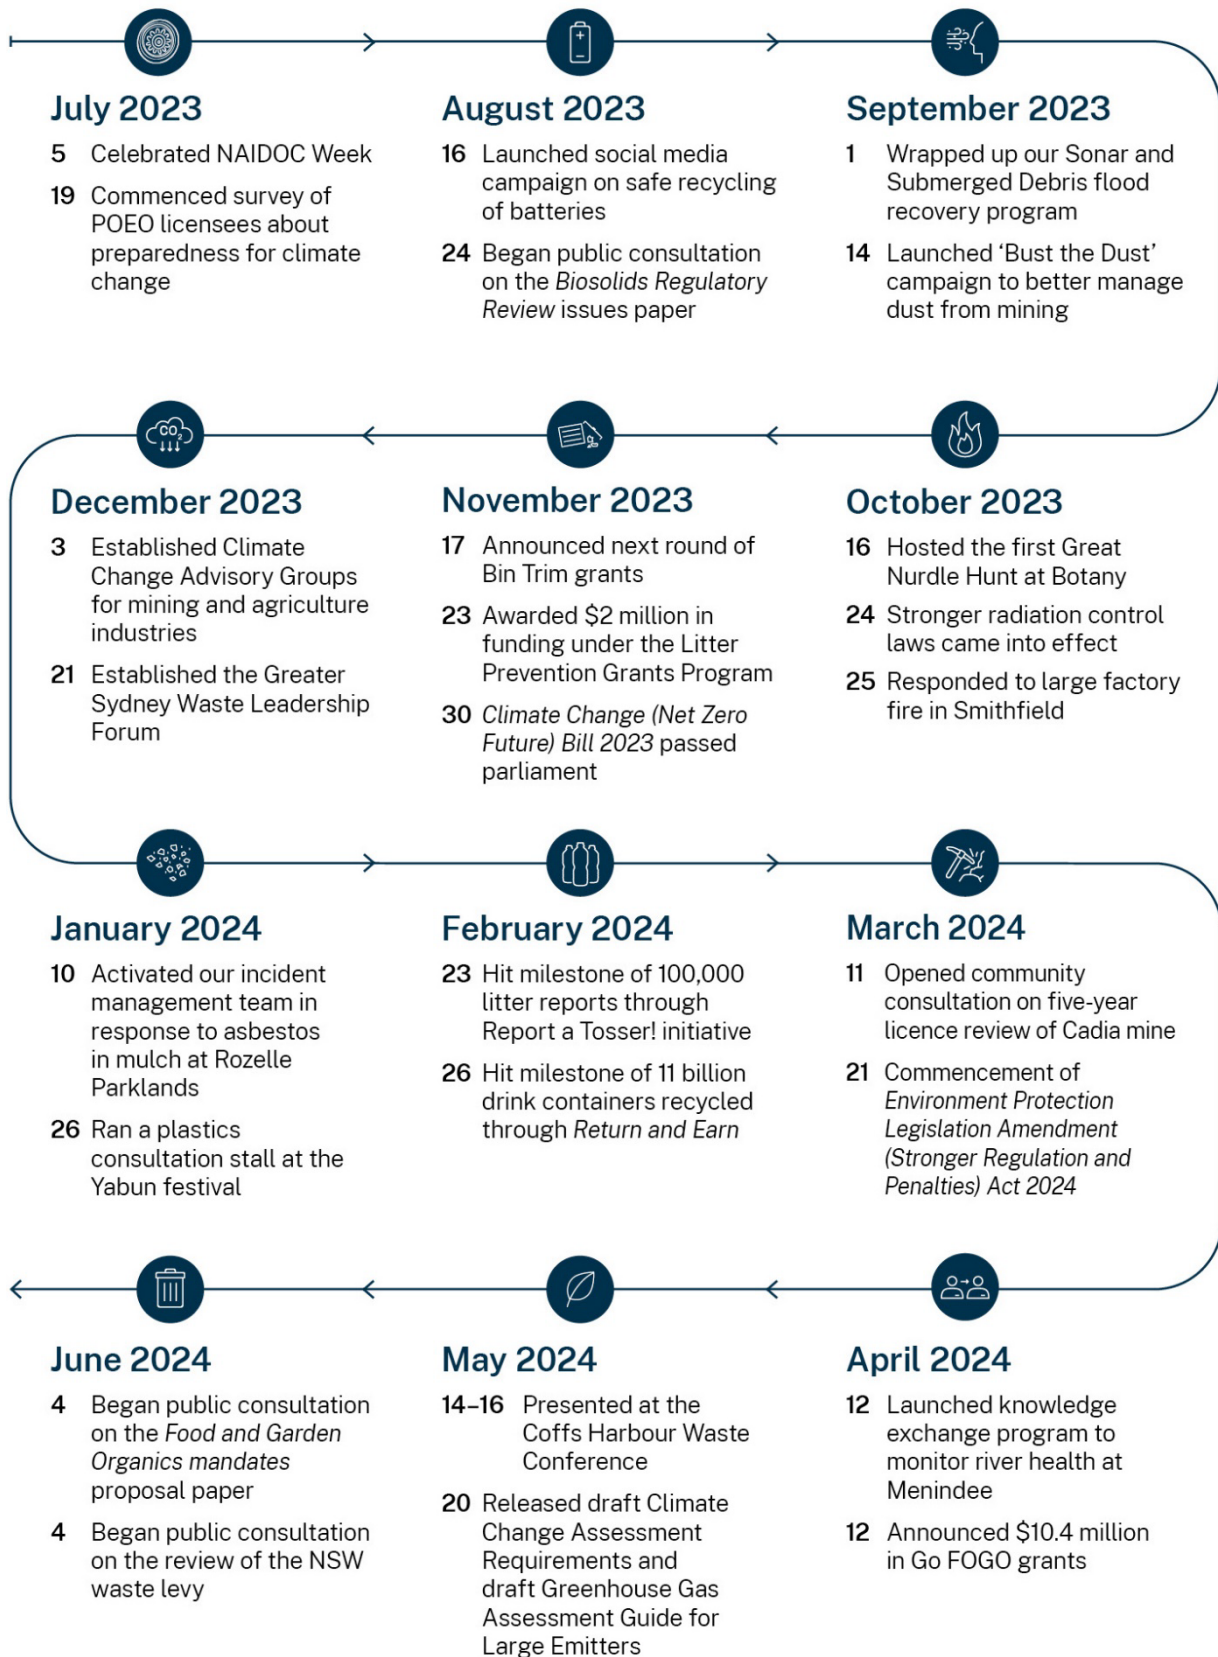 July 2023
5 Celebrated NAIDOC Week
19 Commenced survey of
POEO licensees about
preparedness for climate
change
August 2023
16 Launched social media
campaign on safe recycling
of batteries
24 Began public consultation
on the Biosolids Regulatory
Review issues paper
September 2023
1 Wrapped up our Sonar and
Submerged Debris flood
recovery program
14 Launched ‘Bust the Dust’
campaign to better manage
dust from mining
October 2023
16 Hosted the first Great
Nurdle Hunt at Botany
24 Stronger radiation control
laws came into effect
25 Responded to large factory
fire in Smithfield
November 2023
17 Announced next round of
Bin Trim grants
23 Awarded $2 million in
funding under the Litter
Prevention Grants Program
30 Climate Change (Net Zero
Future) Bill 2023 passed
parliament
CO2
December 2023
3 Established Climate
Change Advisory Groups
for mining and agriculture
industries
21 Established the Greater
Sydney Waste Leadership
Forum
January 2024
10 Activated our incident
management team in
response to asbestos
in mulch at Rozelle
Parklands
26 Ran a plastics
consultation stall at the
Yabun festival
February 2024
23 Hit milestone of 100,000
litter reports through
Report a Tosser! initiative
26 Hit milestone of 11 billion
drink containers recycled
through Return and Earn
March 2024
11 Opened community
consultation on five-year
licence review of Cadia mine
21 Commencement of
Environment Protection
Legislation Amendment
(Stronger Regulation and
Penalties) Act 2024
April 2024
12 Launched knowledge
exchange program to
monitor river health at
Menindee
12 Announced $10.4 million
in Go FOGO grants
May 2024
14–16 Presented at the
Coffs Harbour Waste
Conference
20 Released draft Climate
Change Assessment
Requirements and
draft Greenhouse Gas
Assessment Guide for
Large Emitters
June 2024
4 Began public consultation
on the Food and Garden
Organics mandates
proposal paper
4 Began public consultation
on the review of the NSW
waste levy